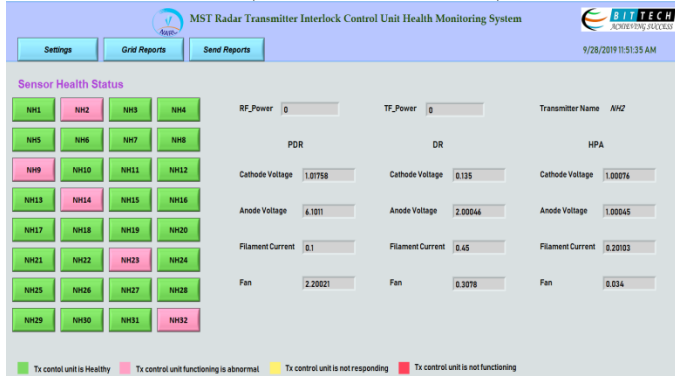 MST Radar Transmitter Interlock Control Unit Health Monitoring System
BIT TECH
ACHIEVING SUCCESS
Settings Grid Reports Send Reports 9/28/2019 11:51:35 AM
Sensor Health Status
NH1 NH2 NH3 NH4
NH5 NH6 NH7 NH8
NH9 NH10 NH11 NH12
NH13 NH14 NH15 NH16
NH17 NH18 NH19 NH20
NH21 NH22 NH23 NH24
NH25 NH26 NH27 NH28
NH29 NH30 NH31 NH32
RF_Power 0 TF_Power 0 Transmitter Name NH2
PDR DR HPA
Cathode Voltage 1.01758 Cathode Voltage 0.135 Cathode Voltage 1.00076
Anode Voltage 6.1011 Anode Voltage 2.00046 Anode Voltage 1.00045
Filament Current 0.1 Filament Current 0.45 Filament Current 0.20103
Fan 2.20021 Fan 0.3078 Fan 0.034
Tx contol unit is Healthy Tx control unit functioning is abnormal Tx control unit is not responding Tx control unit is not functioning